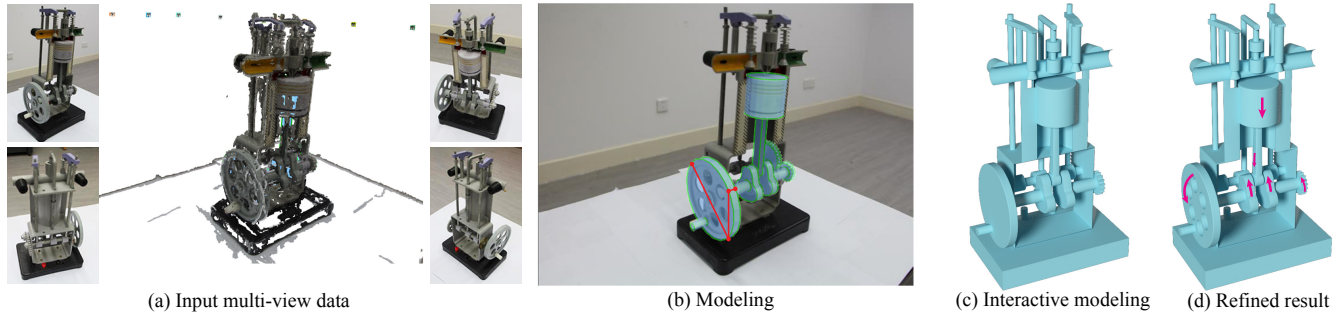 (a) Input multi-view data
(b) Modeling
(c) Interactive modeling
(d) Refined result